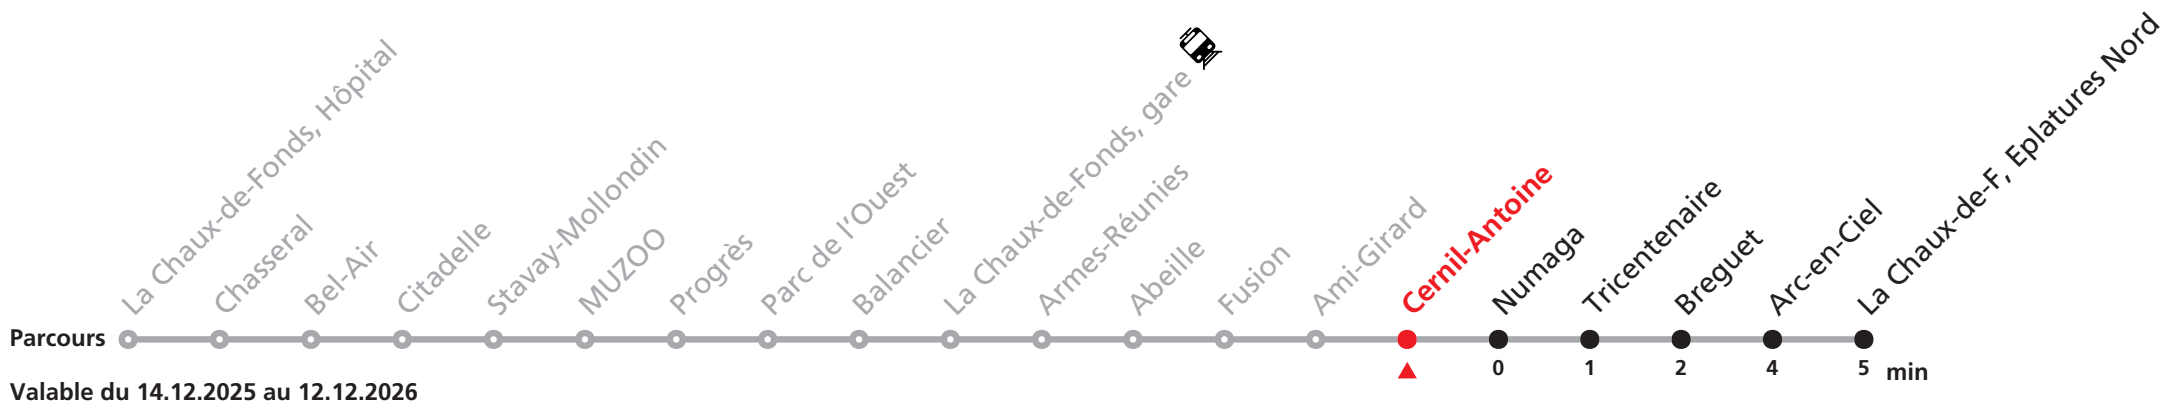 La Chaux-de-Fonds, Hôpital
Chasseral
Bel-Air
Citadelle
Stavay-Mollondin
MUZOO
Progrès
Parc de l'Ouest
Balancier
La Chaux-de-Fonds, gare
Armes-Réunies
Abeille
Fusion
Ami-Girard
Cernil-Antoine
Numaga
Tricentenaire
Breguet
Arc-en-Ciel
La Chaux-de-F, Eplatures Nord
Parcours
0 1 2 4 5 min
Valable du 14.12.2025 au 12.12.2026